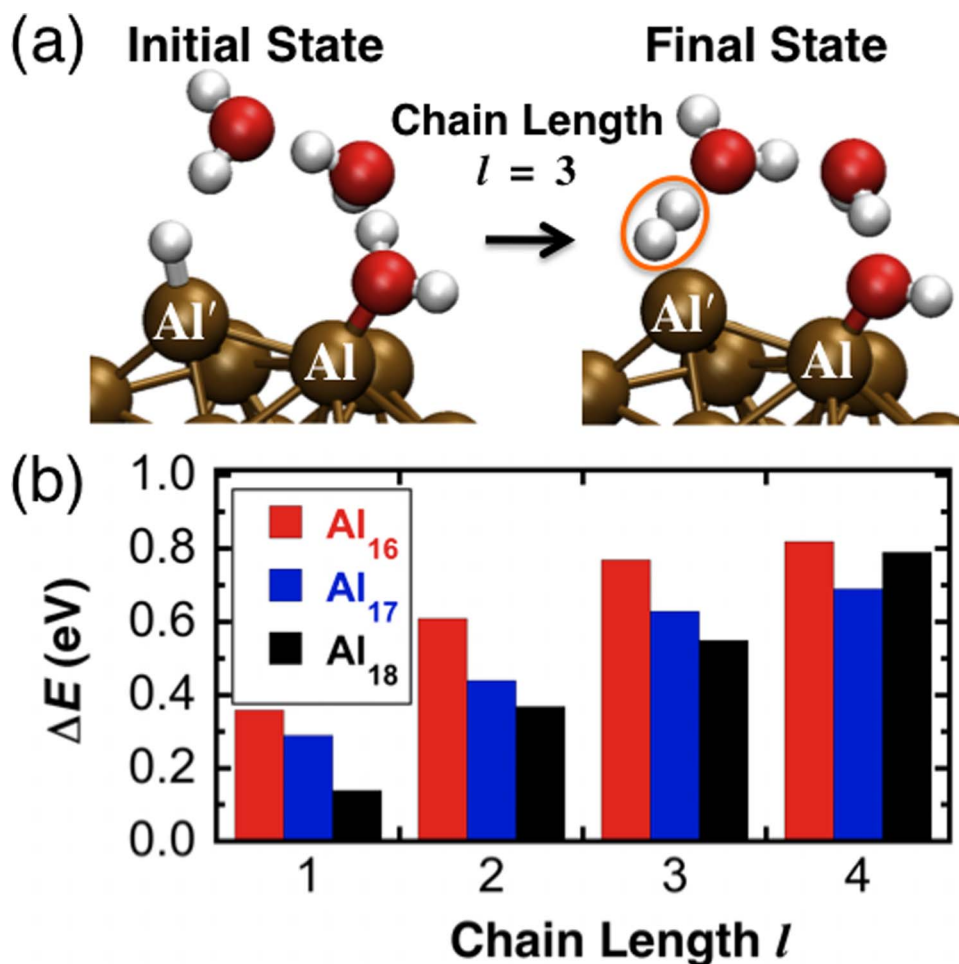 (a) Initial State Final State
Chain Length
l = 3
Al′ Al Al′ Al
(b)
1.0
0.8
0.6
0.4
0.2
0.0
ΔE (eV)
Al16
Al17
Al18
1 2 3 4
Chain Length l